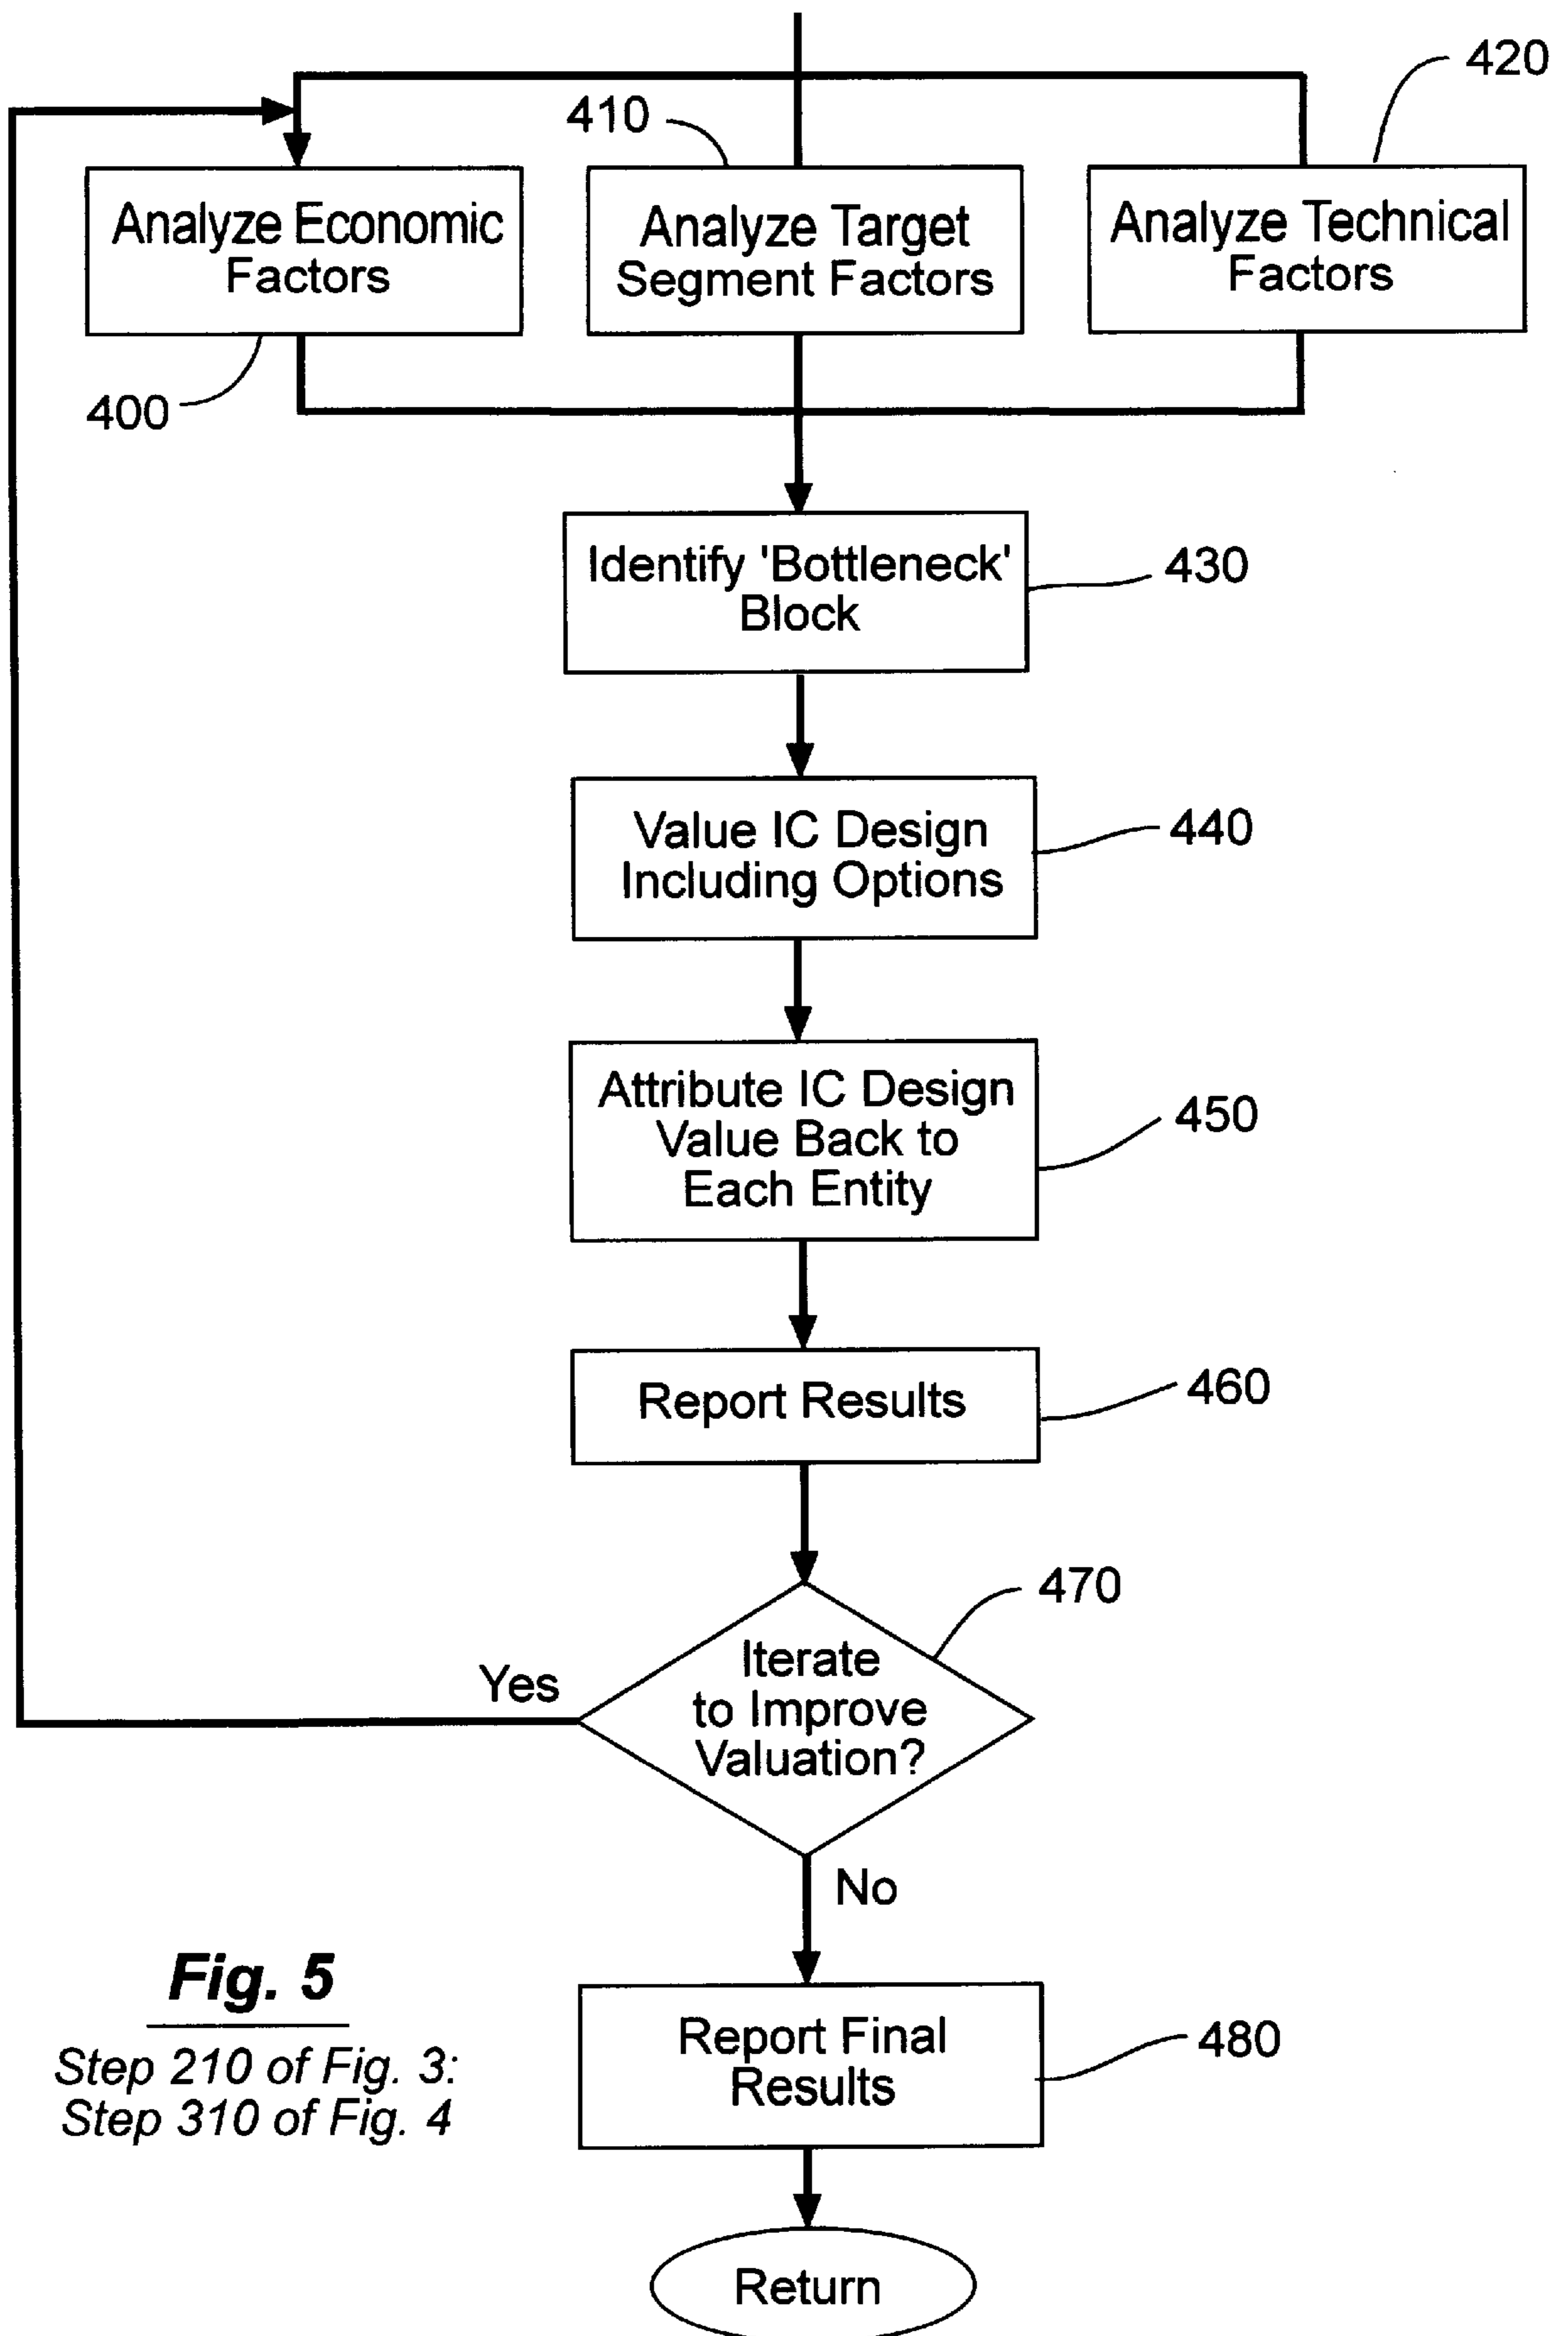 420
410
Analyze Economic
Factors
Analyze Target
Segment Factors
Analyze Technical
Factors
400
Identify 'Bottleneck'
Block
430
Value IC Design
Including Options
440
Attribute IC Design
Value Back to
Each Entity
450
Report Results
460
470
Iterate
to Improve
Valuation?
Yes
No
Fig. 5
Step 210 of Fig. 3:
Step 310 of Fig. 4
Report Final
Results
480
Return